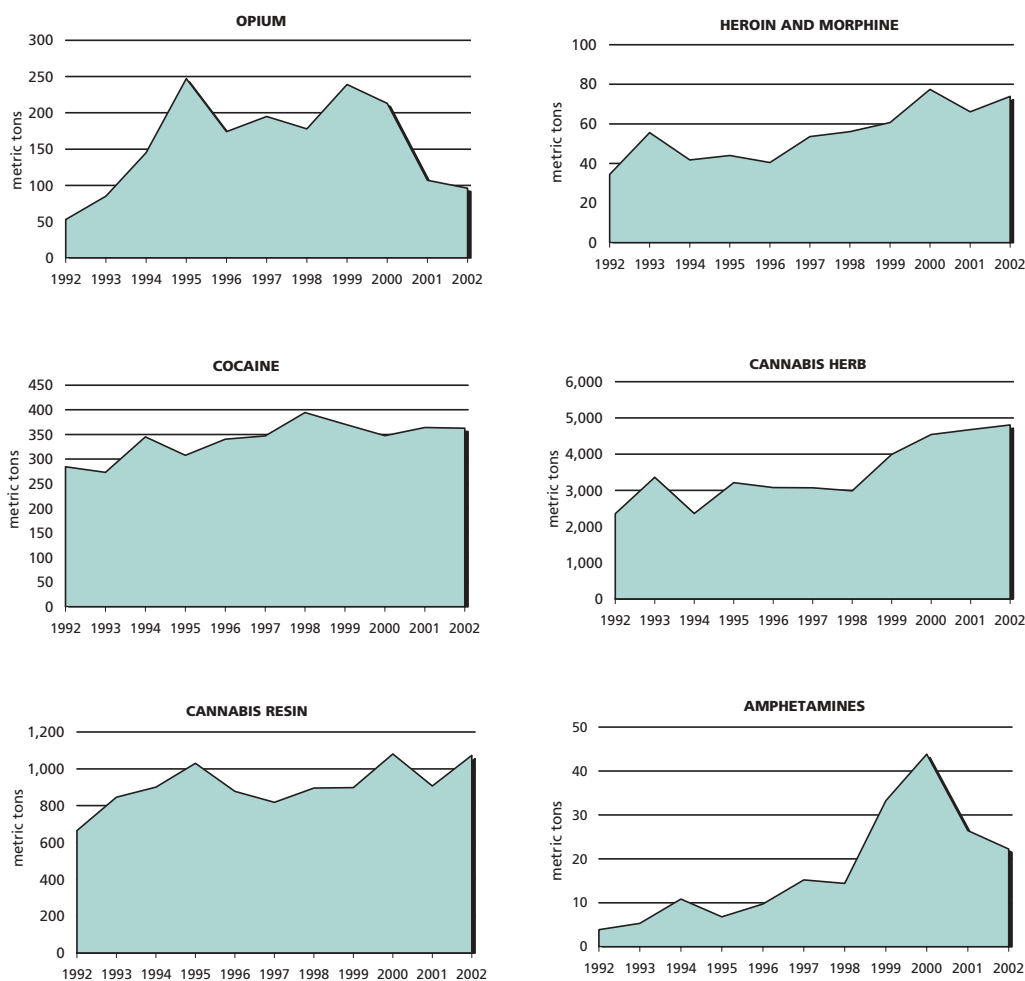 OPIUM
300
250
200
150
100
50
0
metric tons
1992 1993 1994 1995 1996 1997 1998 1999 2000 2001 2002
HEROIN AND MORPHINE
100
80
60
40
20
0
metric tons
1992 1993 1994 1995 1996 1997 1998 1999 2000 2001 2002
COCAINE
450
400
350
300
250
200
150
100
50
0
metric tons
1992 1993 1994 1995 1996 1997 1998 1999 2000 2001 2002
CANNABIS HERB
6,000
5,000
4,000
3,000
2,000
1,000
0
metric tons
1992 1993 1994 1995 1996 1997 1998 1999 2000 2001 2002
CANNABIS RESIN
1,200
1,000
800
600
400
200
0
metric tons
1992 1993 1994 1995 1996 1997 1998 1999 2000 2001 2002
AMPHETAMINES
50
40
30
20
10
0
metric tons
1992 1993 1994 1995 1996 1997 1998 1999 2000 2001 2002